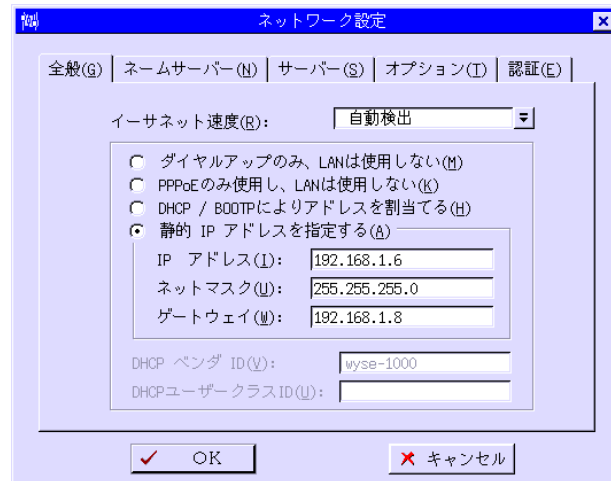 ネットワーク設定
全般(G) ネームサーバー(N) サーバー(S) オプション(T) 認証(E)
イーサネット速度(R): 自動検出
ダイヤルアップのみ、LANは使用しない(M)
PPPoEのみ使用し、LANは使用しない(K)
DHCP / BOOTPによりアドレスを割当てる(H)
静的 IP アドレスを指定する(A)
IP アドレス(I): 192.168.1.6
ネットマスク(U): 255.255.255.0
ゲートウェイ(W): 192.168.1.8
DHCP ベンダ ID(V): wyse-1000
DHCPユーザークラスID(U):
OK キャンセル